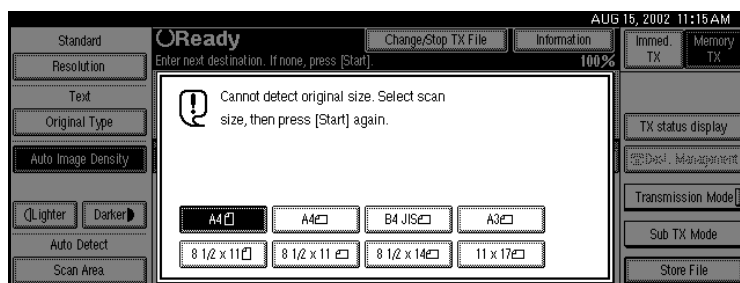 AUG 15, 2002 11:15AM
Standard
Resolution
Text
Original Type
Auto Image Density
Lighter Darker
Auto Detect
Scan Area
Ready
Change/Stop TX File
Information
Enter next destination. If none, press [Start].
100%
Cannot detect original size. Select scan
size, then press [Start] again.
A4 A4 B4 JIS A3
8 1/2 x 11 8 1/2 x 11 8 1/2 x 14 11 x 17
Immed. TX
Memory TX
TX status display
Dest. Management
Transmission Mode
Sub TX Mode
Store File